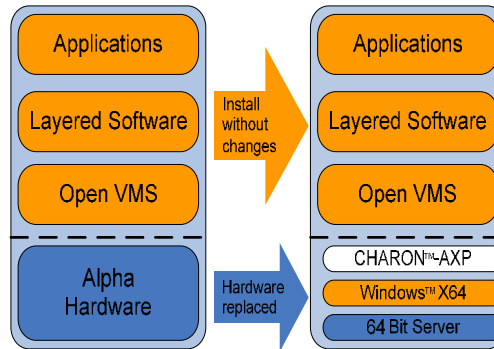 Applications
Layered Software
Open VMS
Alpha
Hardware
Install
without
changes
Hardware
replaced
Applications
Layered Software
Open VMS
CHARON™-AXP
Windows™ X64
64 Bit Server